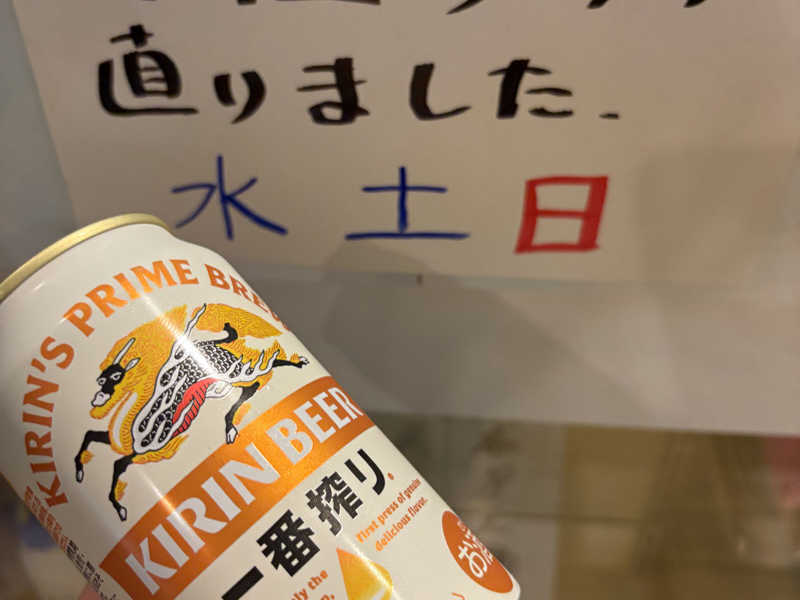 直りました.
水 土 日
KIRIN'S PRIME BREW
KIRIN BEER
一番搾り
First press of genuine
delicious flavor.